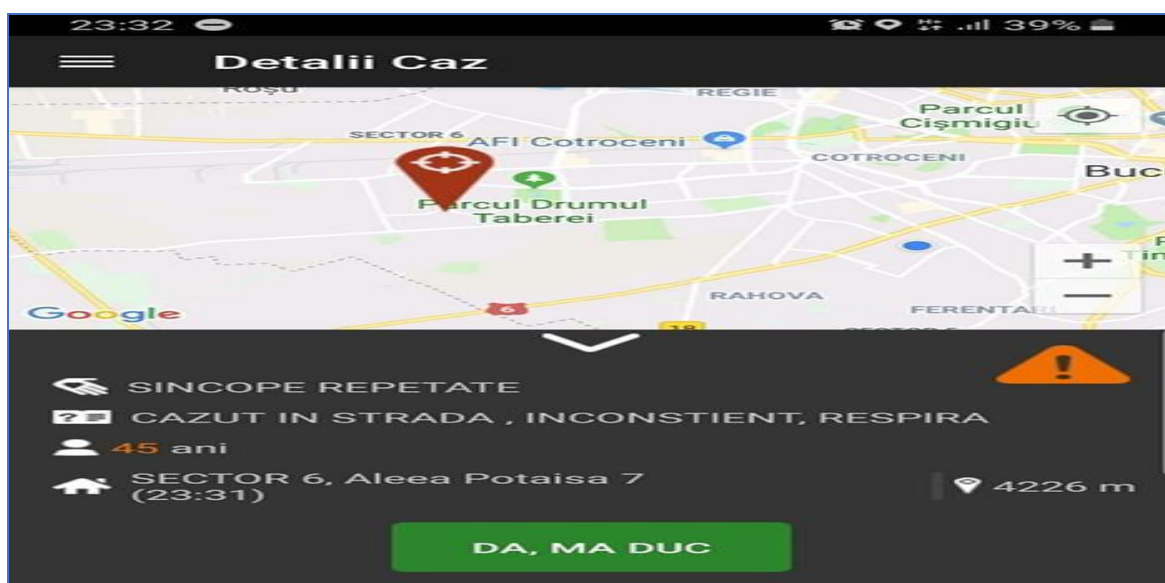 23:32 39%
Detalii Caz
ROȘU
REGIE
Parcul
Cișmigiu
SECTOR 6
AFI Cotroceni
COTROCENI
Buc
Parcul Drumul
Taberei
RAHOVA
Google
6
FERENTARI
18
SINCOPE REPETATE
CAZUT IN STRADA , INCONSTIENT, RESPIRA
45 ani
SECTOR 6, Aleea Potaisa 7
(23:31)
4226 m
DA, MA DUC